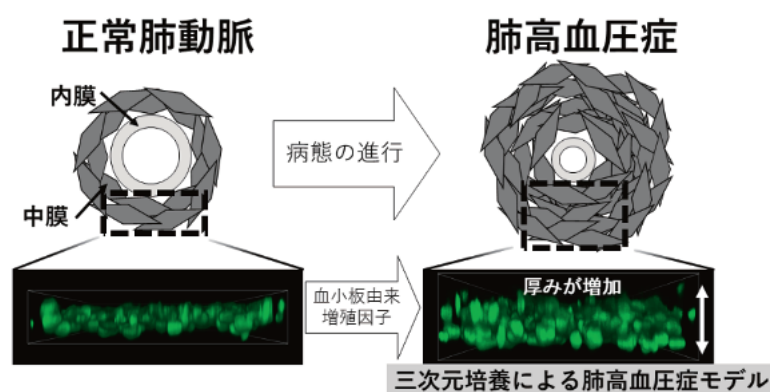 正常肺動脈
肺高血圧症
内膜
病態の進行
中膜
血小板由来
増殖因子
厚みが増加
三次元培養による肺高血圧症モデル